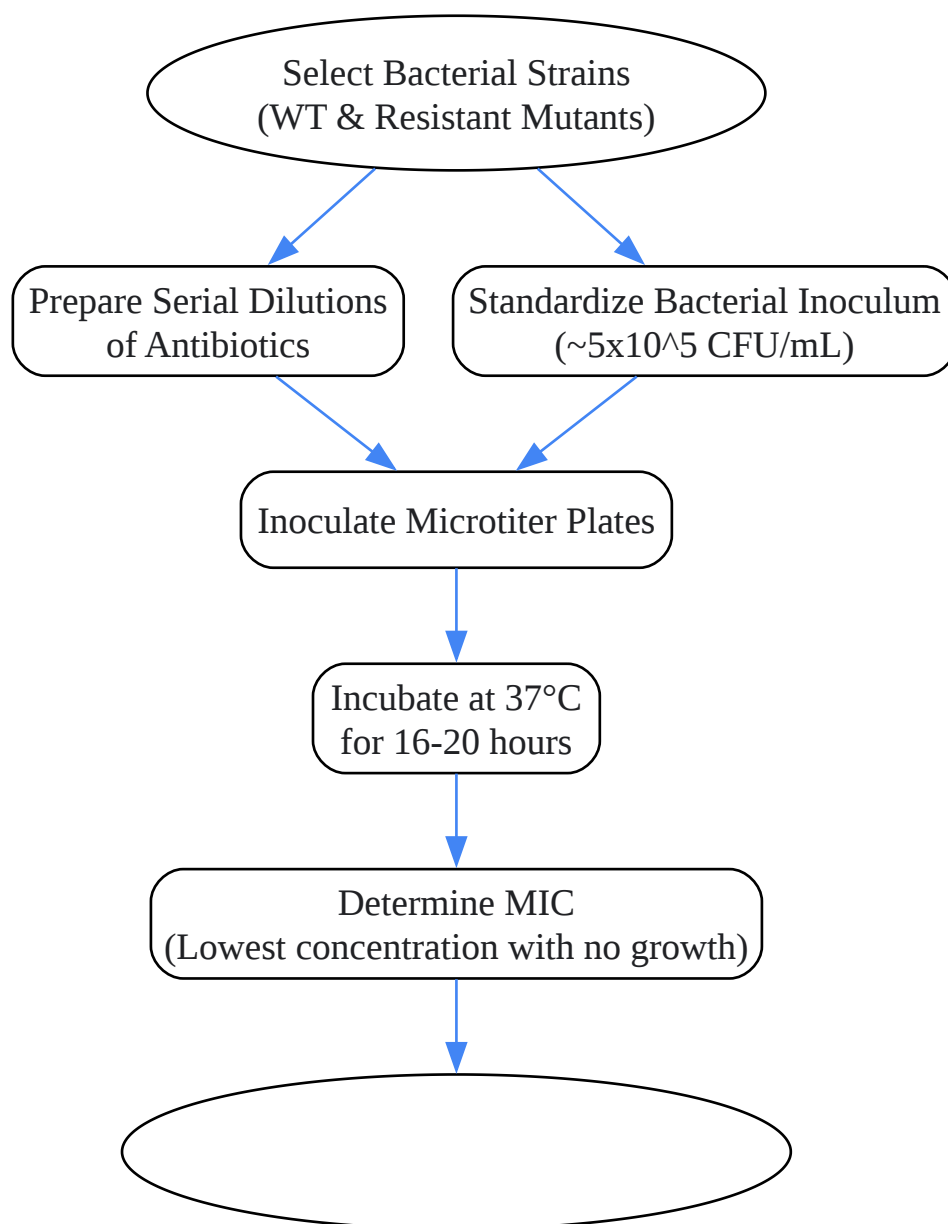 Select Bacterial Strains
(WT & Resistant Mutants)
Prepare Serial Dilutions
of Antibiotics
Standardize Bacterial Inoculum
(~5x10^5 CFU/mL)
Inoculate Microtiter Plates
Incubate at 37°C
for 16-20 hours
Determine MIC
(Lowest concentration with no growth)